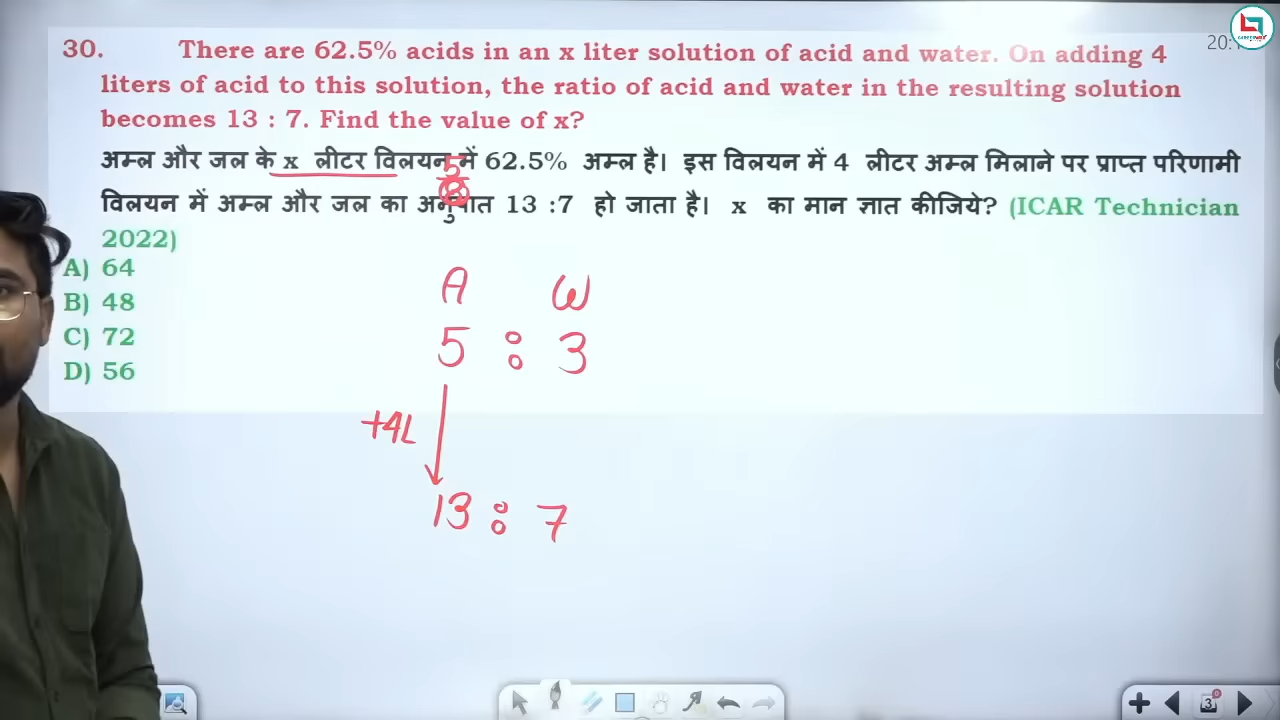 30. There are 62.5% acids in an x liter solution of acid and water. On adding 4
liters of acid to this solution, the ratio of acid and water in the resulting solution
becomes 13 : 7. Find the value of x?
अम्ल और जल के x लीटर विलयन में 62.5% अम्ल है। इस विलयन में 4 लीटर अम्ल मिलाने पर प्राप्त परिणामी
5
8
विलयन में अम्ल और जल का अनुपात 13 :7 हो जाता है। x का मान ज्ञात कीजिये? (ICAR Technician
2022)
A) 64
B) 48
C) 72
D) 56
A W
5 : 3
+4L
13 : 7